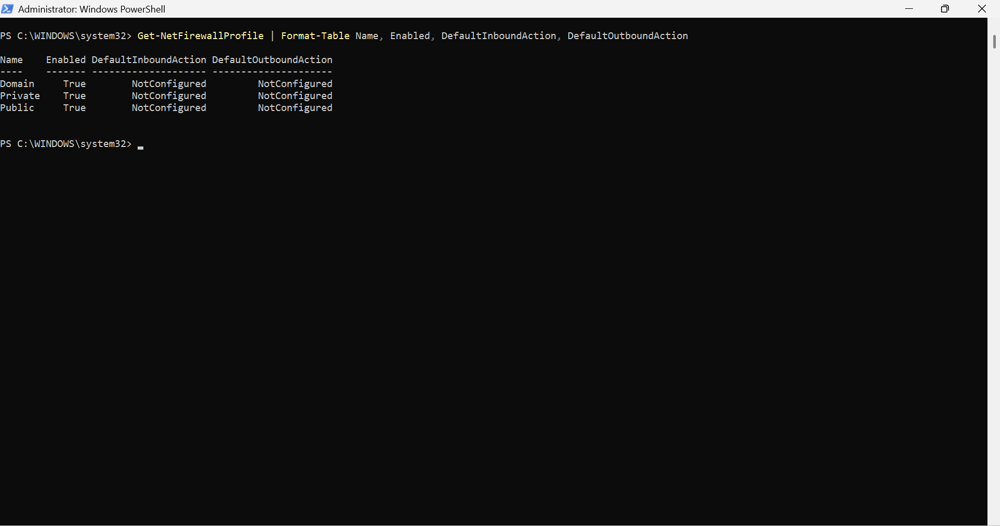 Administrator: Windows PowerShell
PS C:\WINDOWS\system32> Get-NetFirewallProfile | Format-Table Name, Enabled, DefaultInboundAction, DefaultOutboundAction
Name    Enabled DefaultInboundAction DefaultOutboundAction
----    ------- -------------------- ---------------------
Domain     True        NotConfigured         NotConfigured
Private    True        NotConfigured         NotConfigured
Public     True        NotConfigured         NotConfigured
PS C:\WINDOWS\system32>